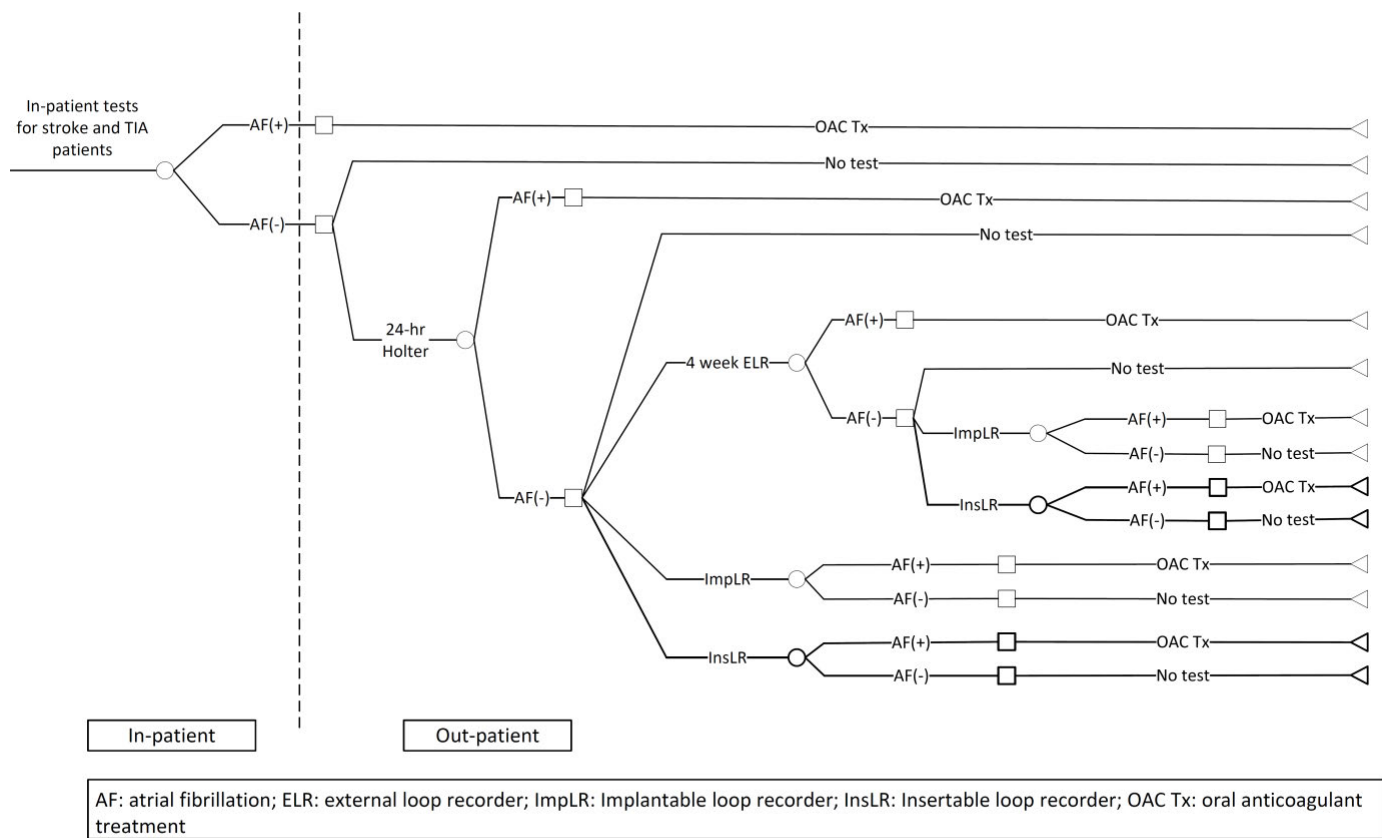 In-patient tests
for stroke and TIA
patients
AF(+)
OAC Tx
No test
AF(-)
AF(+)
OAC Tx
No test
24-hr
Holter
AF(-)
4 week ELR
AF(+)
OAC Tx
AF(-)
No test
ImpLR
AF(+)
OAC Tx
AF(-)
No test
InsLR
AF(+)
OAC Tx
AF(-)
No test
ImpLR
AF(+)
OAC Tx
AF(-)
No test
InsLR
AF(+)
OAC Tx
AF(-)
No test
In-patient
Out-patient
AF: atrial fibrillation; ELR: external loop recorder; ImpLR: Implantable loop recorder; InsLR: Insertable loop recorder; OAC Tx: oral anticoagulant
treatment